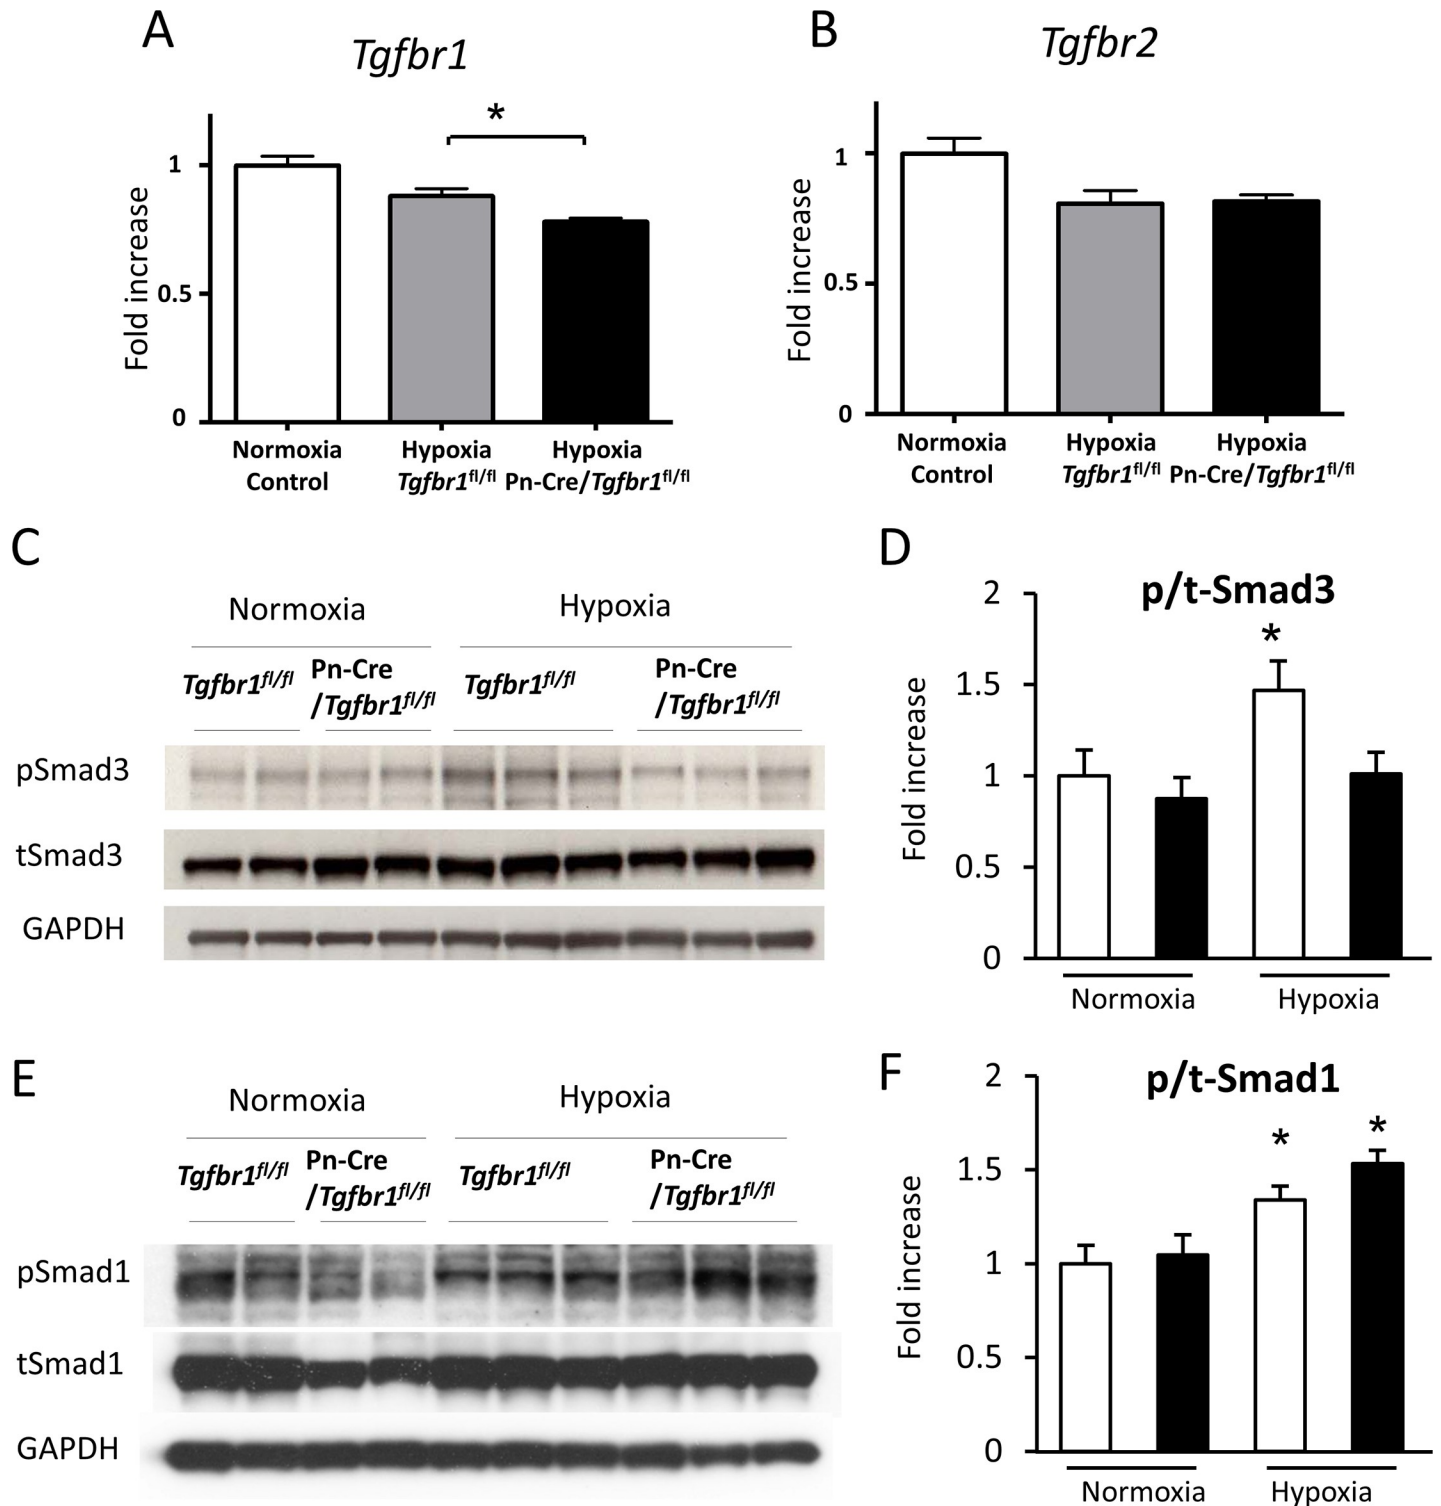 A
Tgfbr1
*
Fold increase
1
0.5
0
Normoxia Control
Hypoxia Tgfbr1fl/fl
Hypoxia Pn-Cre/Tgfbr1fl/fl
B
Tgfbr2
Fold increase
1
0.5
0
Normoxia Control
Hypoxia Tgfbr1fl/fl
Hypoxia Pn-Cre/Tgfbr1fl/fl
C
Normoxia
Hypoxia
Tgfbr1fl/fl
Pn-Cre
/Tgfbr1fl/fl
Tgfbr1fl/fl
Pn-Cre
/Tgfbr1fl/fl
pSmad3
tSmad3
GAPDH
D
p/t-Smad3
*
Fold increase
2
1.5
1
0.5
0
Normoxia
Hypoxia
E
Normoxia
Hypoxia
Tgfbr1fl/fl
Pn-Cre
/Tgfbr1fl/fl
Tgfbr1fl/fl
Pn-Cre
/Tgfbr1fl/fl
pSmad1
tSmad1
GAPDH
F
p/t-Smad1
*
*
Fold increase
2
1.5
1
0.5
0
Normoxia
Hypoxia